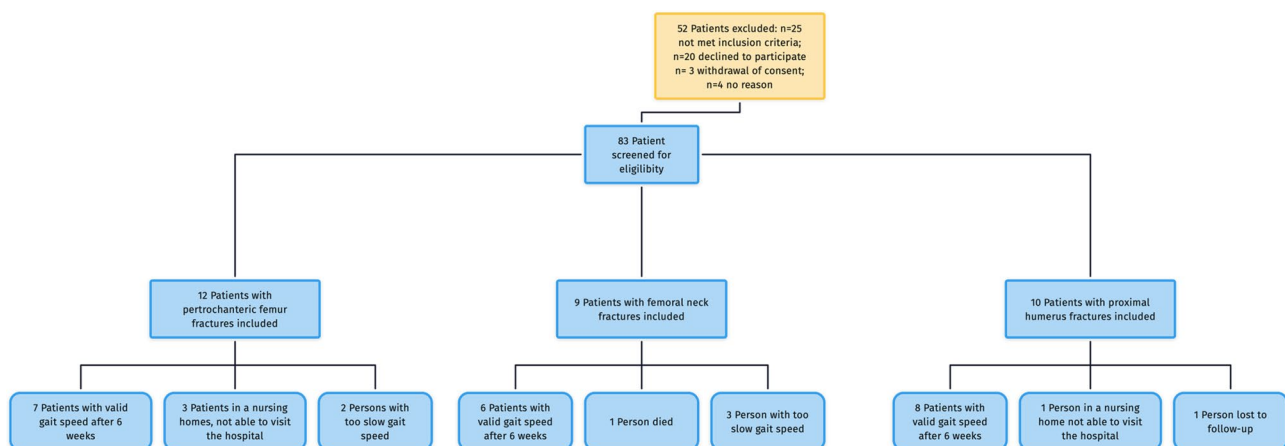 52 Patients excluded: n=25
not met inclusion criteria;
n=20 declined to participate
n= 3 withdrawal of consent;
n=4 no reason
83 Patient
screened for
eligilibity
12 Patients with
pertrochanteric femur
fractures included
9 Patients with femoral neck
fractures included
10 Patients with proximal
humerus fractures included
7 Patients with valid
gait speed after 6
weeks
3 Patients in a nursing
homes, not able to visit
the hospital
2 Persons with
too slow gait
speed
6 Patients with
valid gait speed
after 6 weeks
1 Person died
3 Person with too
slow gait speed
8 Patients with
valid gait speed
after 6 weeks
1 Person in a nursing
home not able to visit
the hospital
1 Person lost to
follow-up